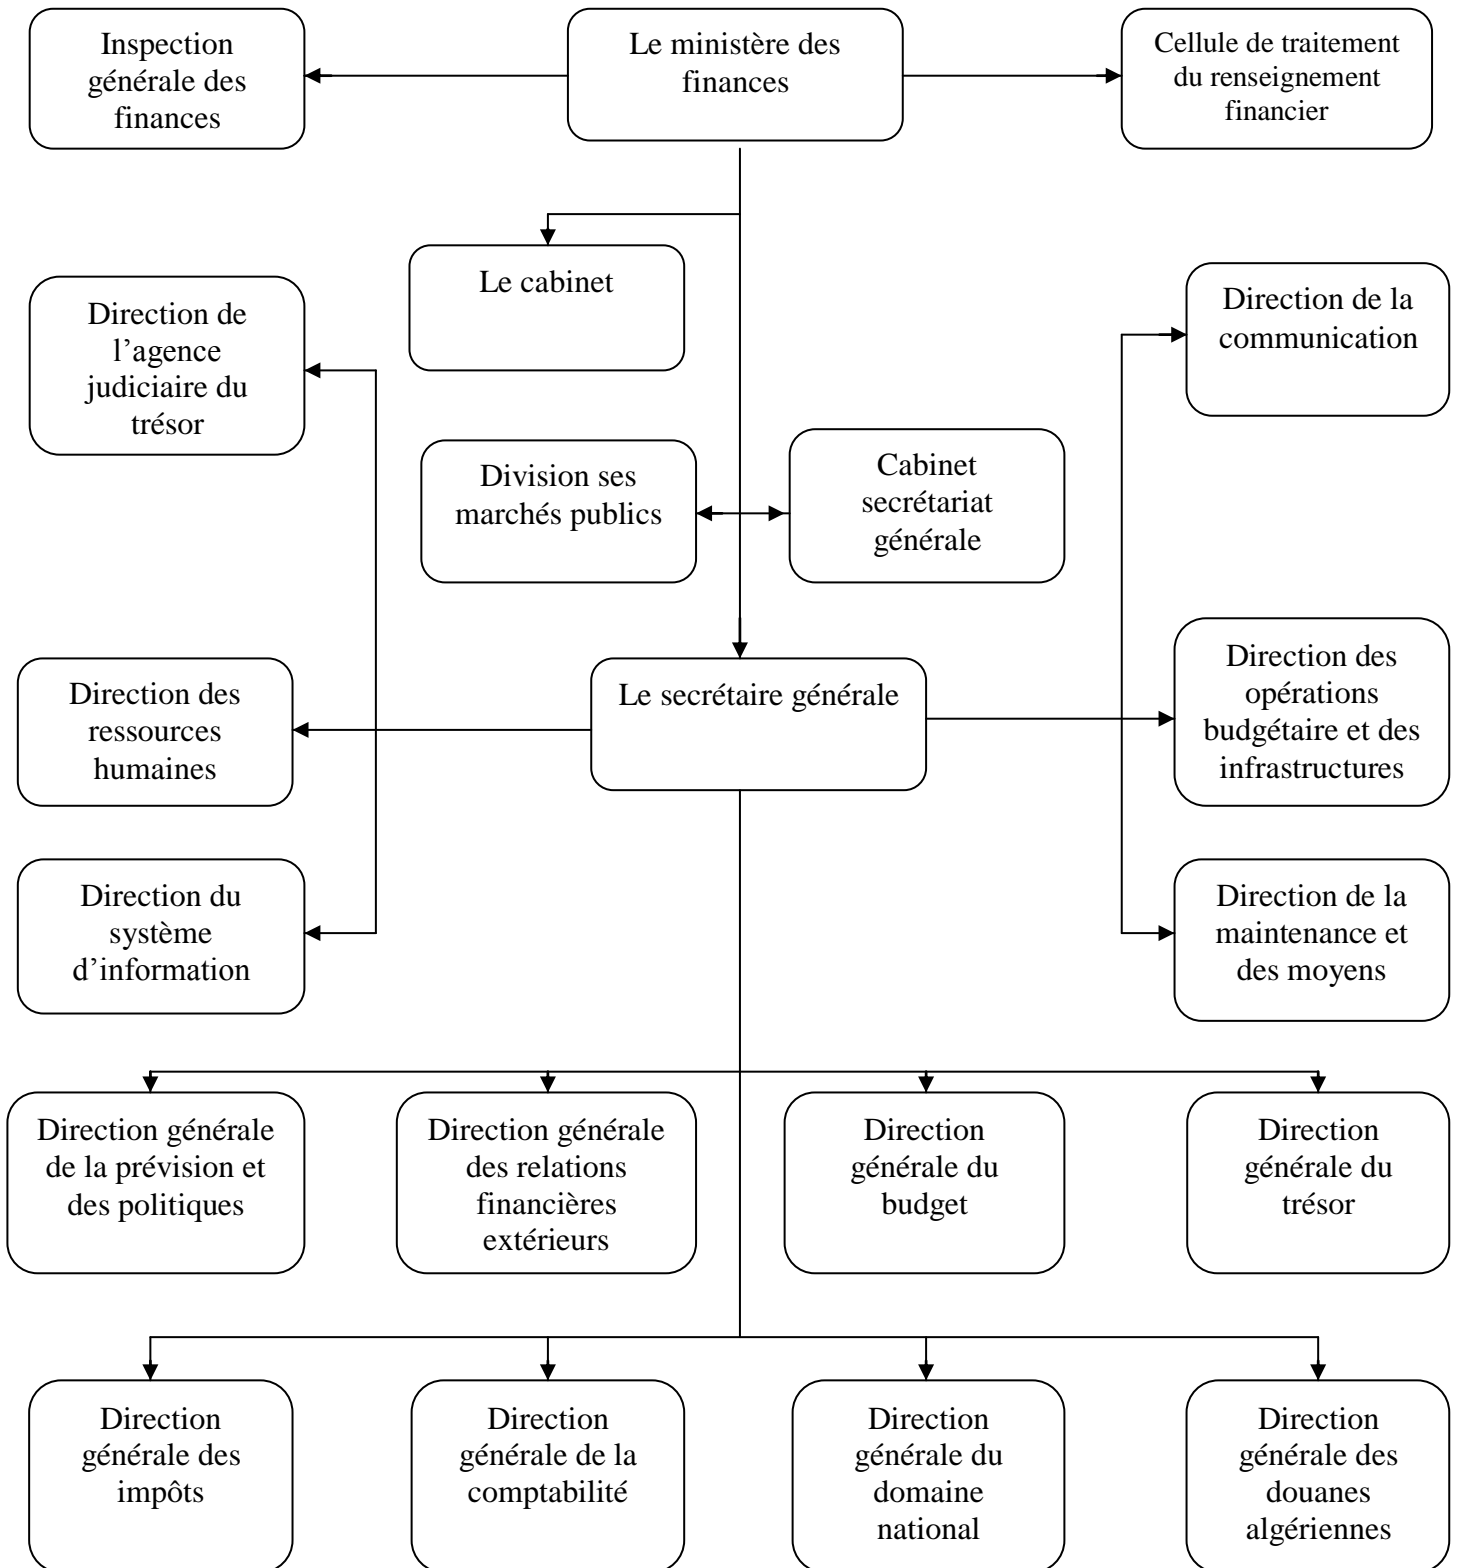 Inspection
générale des
finances
Le ministère des
finances
Cellule de traitement
du renseignement
financier
Le cabinet
Direction de
l’agence
judiciaire du
trésor
Direction de la
communication
Division ses
marchés publics
Cabinet
secrétariat
générale
Direction des
ressources
humaines
Le secrétaire générale
Direction des
opérations
budgétaire et des
infrastructures
Direction du
système
d’information
Direction de la
maintenance et
des moyens
Direction générale
de la prévision et
des politiques
Direction générale
des relations
financières
extérieurs
Direction
générale du
budget
Direction
générale du
trésor
Direction
générale des
impôts
Direction
générale de la
comptabilité
Direction
générale du
domaine
national
Direction
générale des
douanes
algériennes